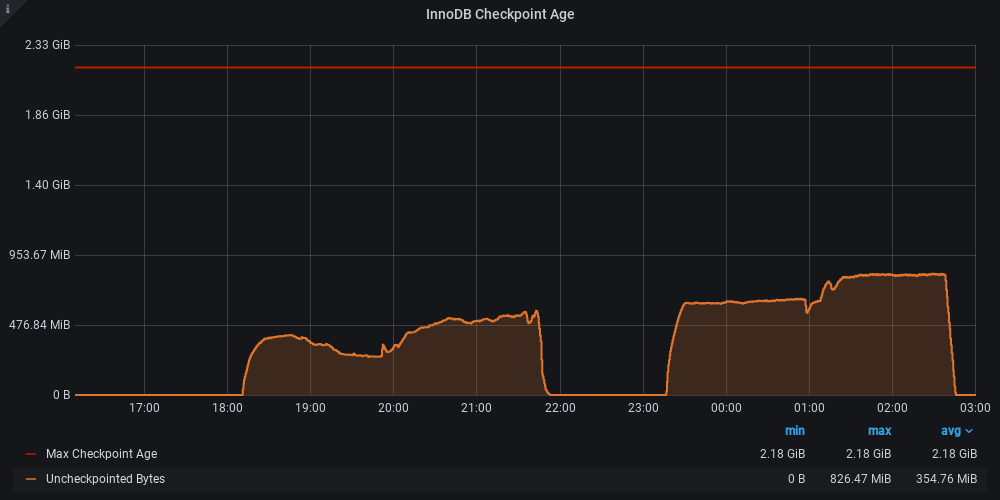 i
InnoDB Checkpoint Age
2.33 GiB
1.86 GiB
1.40 GiB
953.67 MiB
476.84 MiB
0 B
17:00 18:00 19:00 20:00 21:00 22:00 23:00 00:00 01:00 02:00 03:00
min max avg
Max Checkpoint Age 2.18 GiB 2.18 GiB 2.18 GiB
Uncheckpointed Bytes 0 B 826.47 MiB 354.76 MiB